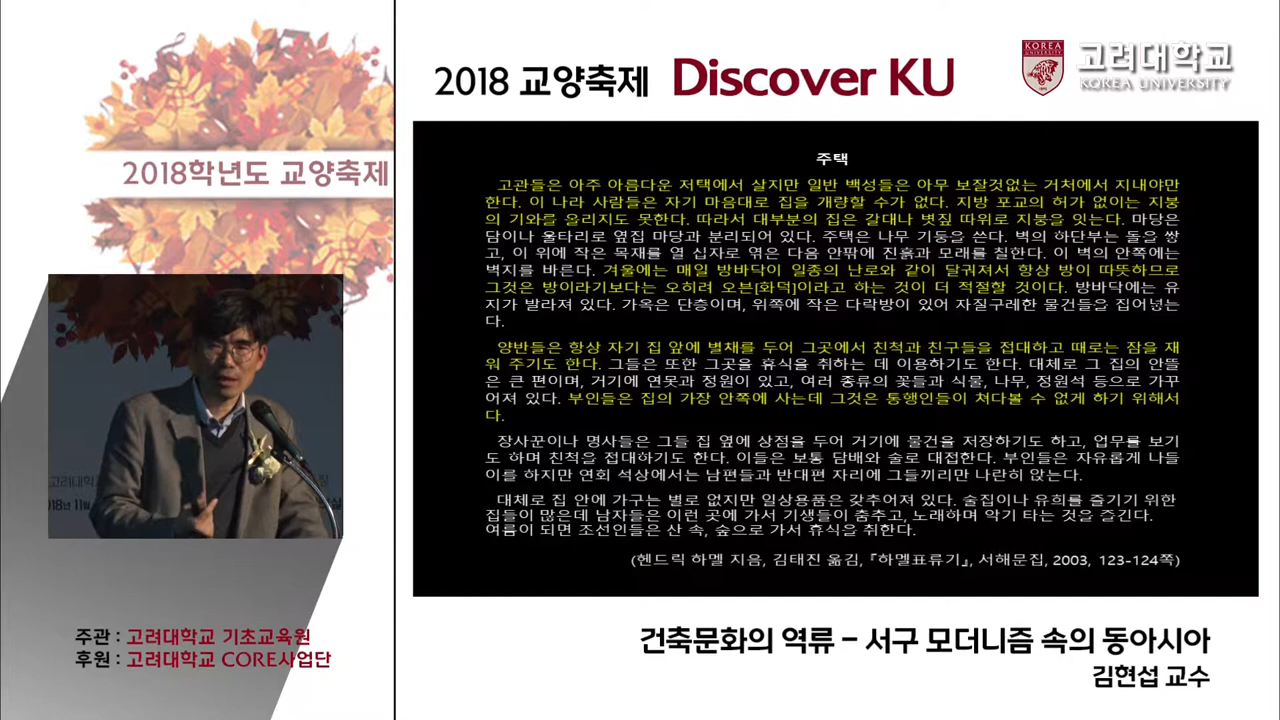 2018학년도 교양축제
2018 교양축제 Discover KU
KOREA
UNIVERSITY
고려대학교
KOREA UNIVERSITY
주택
고관들은 아주 아름다운 저택에서 살지만 일반 백성들은 아무 보잘것없는 거처에서 지내야만
한다. 이 나라 사람들은 자기 마음대로 집을 개량할 수가 없다. 지방 포교의 허가 없이는 지붕
의 기와를 올리지도 못한다. 따라서 대부분의 집은 갈대나 볏짚 따위로 지붕을 잇는다. 마당은
담이나 울타리로 옆집 마당과 분리되어 있다. 주택은 나무 기둥을 쓴다. 벽의 하단부는 돌을 쌓
고, 이 위에 작은 목재를 열 십자로 엮은 다음 안팎에 진흙과 모래를 칠한다. 이 벽의 안쪽에는
벽지를 바른다. 겨울에는 매일 방바닥이 일종의 난로와 같이 달궈져서 항상 방이 따뜻하므로
그것은 방이라기보다는 오히려 오븐[화덕]이라고 하는 것이 더 적절할 것이다. 방바닥에는 유
지가 발라져 있다. 가옥은 단층이며, 위쪽에 작은 다락방이 있어 자질구레한 물건들을 집어넣는
다.
양반들은 항상 자기 집 앞에 별채를 두어 그곳에서 친척과 친구들을 접대하고 때로는 잠을 재
워 주기도 한다. 그들은 또한 그곳을 휴식을 취하는 데 이용하기도 한다. 대체로 그 집의 안뜰
은 큰 편이며, 거기에 연못과 정원이 있고, 여러 종류의 꽃들과 식물, 나무, 정원석 등으로 가꾸
어져 있다. 부인들은 집의 가장 안쪽에 사는데 그것은 통행인들이 쳐다볼 수 없게 하기 위해서
다.
장사꾼이나 명사들은 그들 집 옆에 상점을 두어 거기에 물건을 저장하기도 하고, 업무를 보기
도 하며 친척을 접대하기도 한다. 이들은 보통 담배와 술로 대접한다. 부인들은 자유롭게 나들
이를 하지만 연회 석상에서는 남편들과 반대편 자리에 그들끼리만 나란히 앉는다.
대체로 집 안에 가구는 별로 없지만 일상용품은 갖추어져 있다. 술집이나 유희를 즐기기 위한
집들이 많은데 남자들은 이런 곳에 가서 기생들이 춤추고, 노래하며 악기 타는 것을 즐긴다.
여름이 되면 조선인들은 산 속, 숲으로 가서 휴식을 취한다.
(헨드릭 하멜 지음, 김태진 옮김, 『하멜표류기』, 서해문집, 2003, 123-124쪽)
고려대학교
주관 : 고려대학교 기초교육원
후원 : 고려대학교 CORE사업단
건축문화의 역류 – 서구 모더니즘 속의 동아시아
김현섭 교수